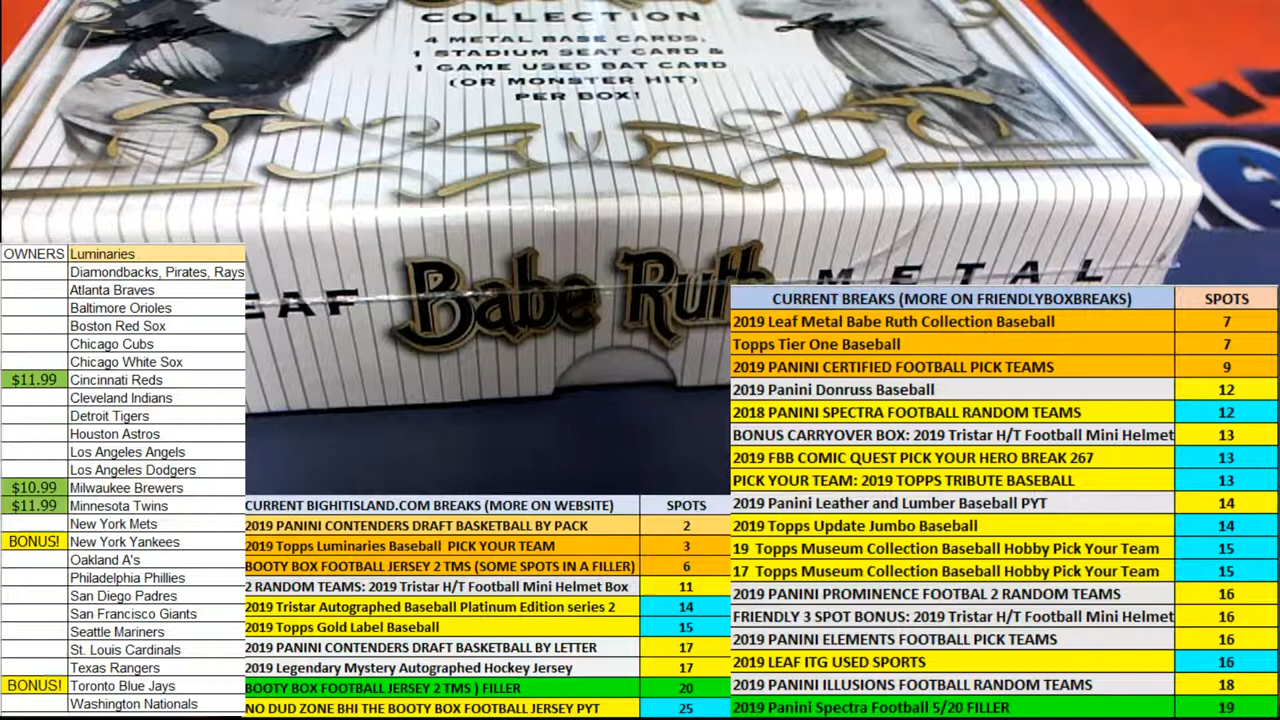 COLLECTION
4 METAL BASE CARDS,
1 STADIUM SEAT CARD &
1 GAME USED BAT CARD
(OR MONSTER HIT)
PER BOX!
EAF Babe Ruth METAL
OWNERS Luminaries
Diamondbacks, Pirates, Rays
Atlanta Braves
Baltimore Orioles
Boston Red Sox
Chicago Cubs
Chicago White Sox
$11.99 Cincinnati Reds
Cleveland Indians
Detroit Tigers
Houston Astros
Los Angeles Angels
Los Angeles Dodgers
$10.99 Milwaukee Brewers
$11.99 Minnesota Twins
New York Mets
BONUS! New York Yankees
Oakland A's
Philadelphia Phillies
San Diego Padres
San Francisco Giants
Seattle Mariners
St. Louis Cardinals
Texas Rangers
BONUS! Toronto Blue Jays
Washington Nationals
CURRENT BIGHITISLAND.COM BREAKS (MORE ON WEBSITE) SPOTS
2019 PANINI CONTENDERS DRAFT BASKETBALL BY PACK 2
2019 Topps Luminaries Baseball PICK YOUR TEAM 3
BOOTY BOX FOOTBALL JERSEY 2 TMS (SOME SPOTS IN A FILLER) 6
2 RANDOM TEAMS: 2019 Tristar H/T Football Mini Helmet Box 11
2019 Tristar Autographed Baseball Platinum Edition series 2 14
2019 Topps Gold Label Baseball 15
2019 PANINI CONTENDERS DRAFT BASKETBALL BY LETTER 17
2019 Legendary Mystery Autographed Hockey Jersey 17
BOOTY BOX FOOTBALL JERSEY 2 TMS ) FILLER 20
NO DUD ZONE BHI THE BOOTY BOX FOOTBALL JERSEY PYT 25
CURRENT BREAKS (MORE ON FRIENDLYBOXBREAKS) SPOTS
2019 Leaf Metal Babe Ruth Collection Baseball 7
Topps Tier One Baseball 7
2019 PANINI CERTIFIED FOOTBALL PICK TEAMS 9
2019 Panini Donruss Baseball 12
2018 PANINI SPECTRA FOOTBALL RANDOM TEAMS 12
BONUS CARRYOVER BOX: 2019 Tristar H/T Football Mini Helmet 13
2019 FBB COMIC QUEST PICK YOUR HERO BREAK 267 13
PICK YOUR TEAM: 2019 TOPPS TRIBUTE BASEBALL 13
2019 Panini Leather and Lumber Baseball PYT 14
2019 Topps Update Jumbo Baseball 14
19 Topps Museum Collection Baseball Hobby Pick Your Team 15
17 Topps Museum Collection Baseball Hobby Pick Your Team 15
2019 PANINI PROMINENCE FOOTBAL 2 RANDOM TEAMS 16
FRIENDLY 3 SPOT BONUS: 2019 Tristar H/T Football Mini Helmet 16
2019 PANINI ELEMENTS FOOTBALL PICK TEAMS 16
2019 LEAF ITG USED SPORTS 16
2019 PANINI ILLUSIONS FOOTBALL RANDOM TEAMS 18
2019 Panini Spectra Football 5/20 FILLER 19